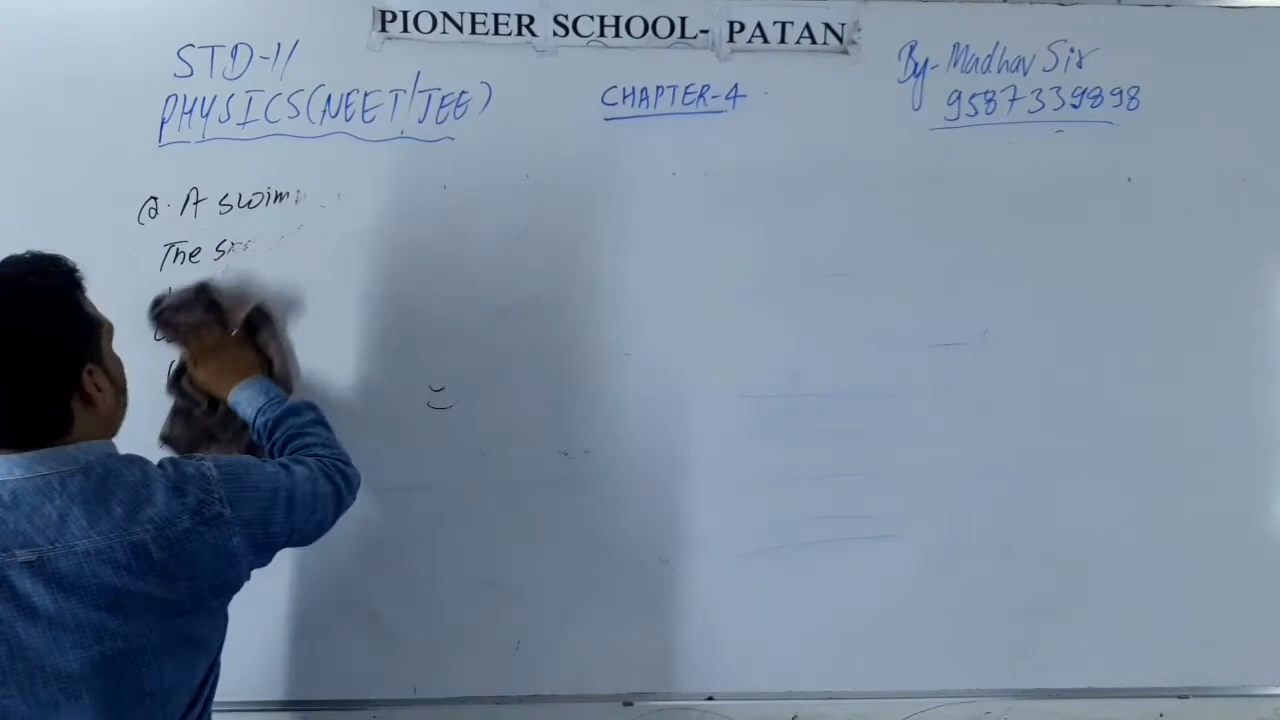 PIONEER SCHOOL- PATAN
STD-11
PHYSICS(NEET/JEE)
CHAPTER-4
By- Madhav Sir
9587339898
Q. A swim
The